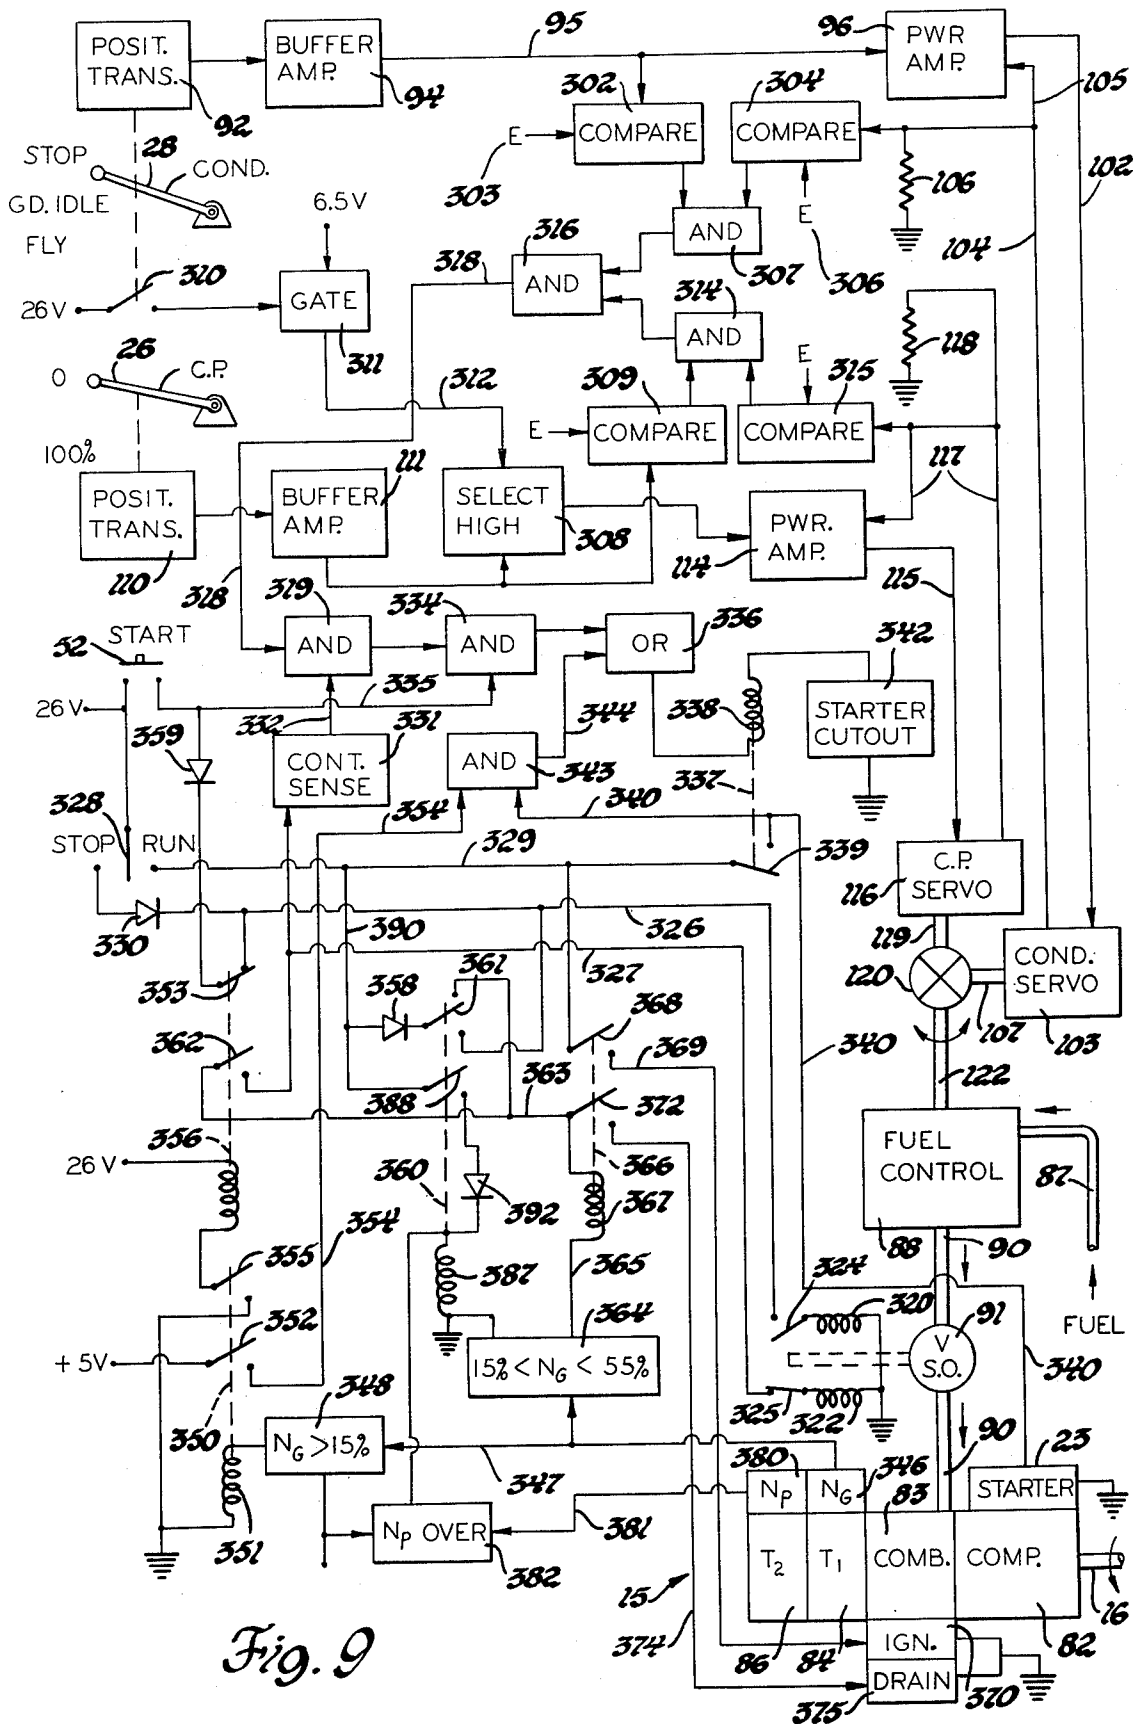 POSIT. TRANS.
92
BUFFER AMP.
94
95
96
PWR AMP.
105
102
302
COMPARE
E
303
304
COMPARE
E
306
106
104
STOP
28
COND.
GD. IDLE
FLY
6.5V
310
26V
GATE
311
318
316
AND
AND
307
314
AND
118
O
26
C.P.
100%
312
309
E
COMPARE
E
315
COMPARE
117
POSIT. TRANS.
110
BUFFER AMP.
111
SELECT HIGH
308
PWR. AMP.
114
115
318
319
AND
334
AND
OR
336
START
52
26V
335
332
331
CONT. SENSE
359
AND
343
344
338
342
STARTER CUTOUT
337
340
354
328
STOP
RUN
329
339
C.P. SERVO
116
330
390
326
327
119
120
COND. SERVO
107
103
353
358
361
368
362
388
363
369
372
340
122
356
26V
360
392
366
367
FUEL CONTROL
88
87
FUEL
354
355
387
365
90
324
320
91
V S.O.
352
+5V
364
15% < NG < 55%
325
322
340
350
348
NG > 15%
347
380
346
83
90
23
STARTER
NP
NG
351
NP OVER
382
381
T2
T1
COMB.
COMP.
16
15
374
86
84
82
IGN.
370
DRAIN
375
Fig. 9